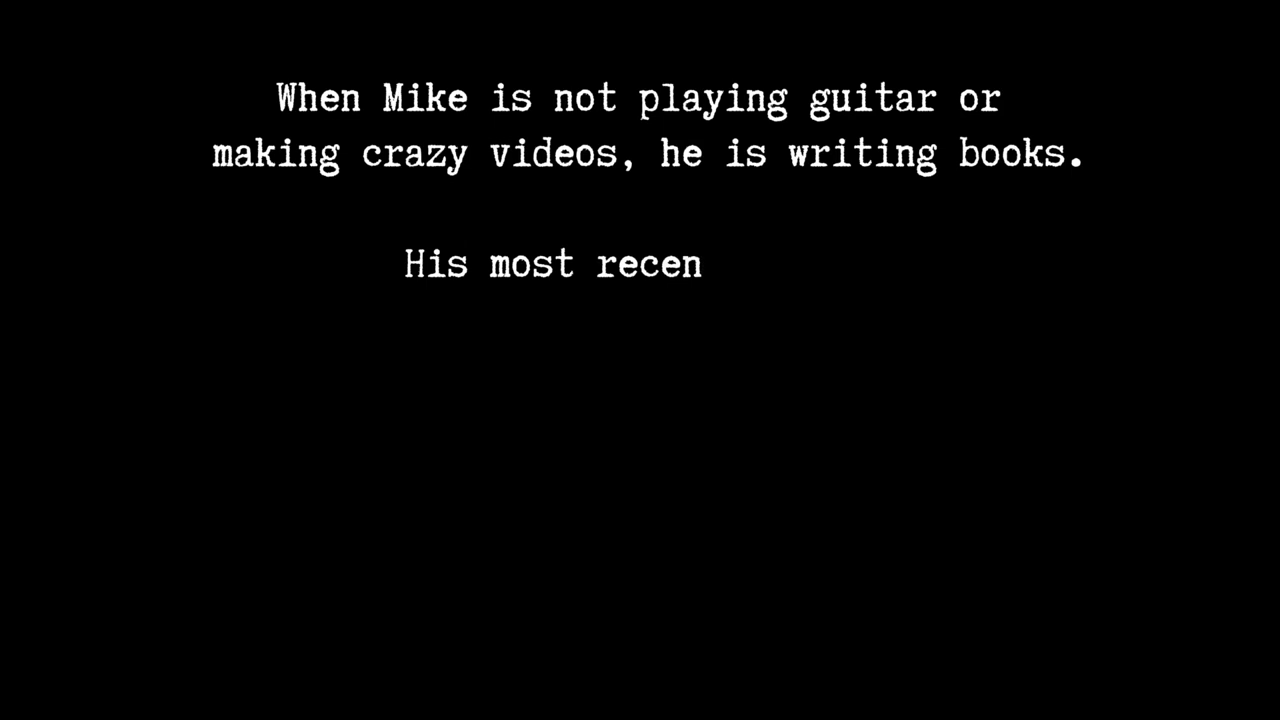 When Mike is not playing guitar or
making crazy videos, he is writing books.
His most recen